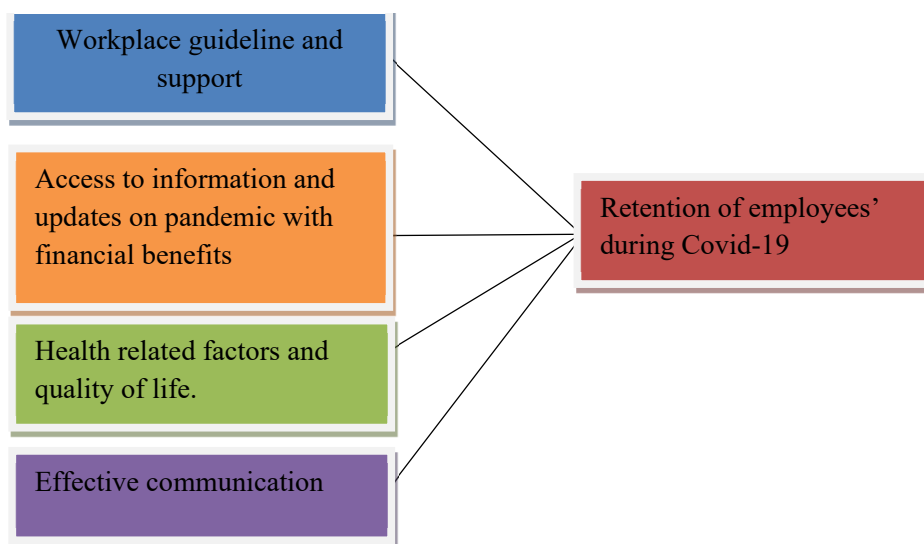 Workplace guideline and
support
Access to information and
updates on pandemic with
financial benefits
Health related factors and
quality of life.
Effective communication
Retention of employees’
during Covid-19